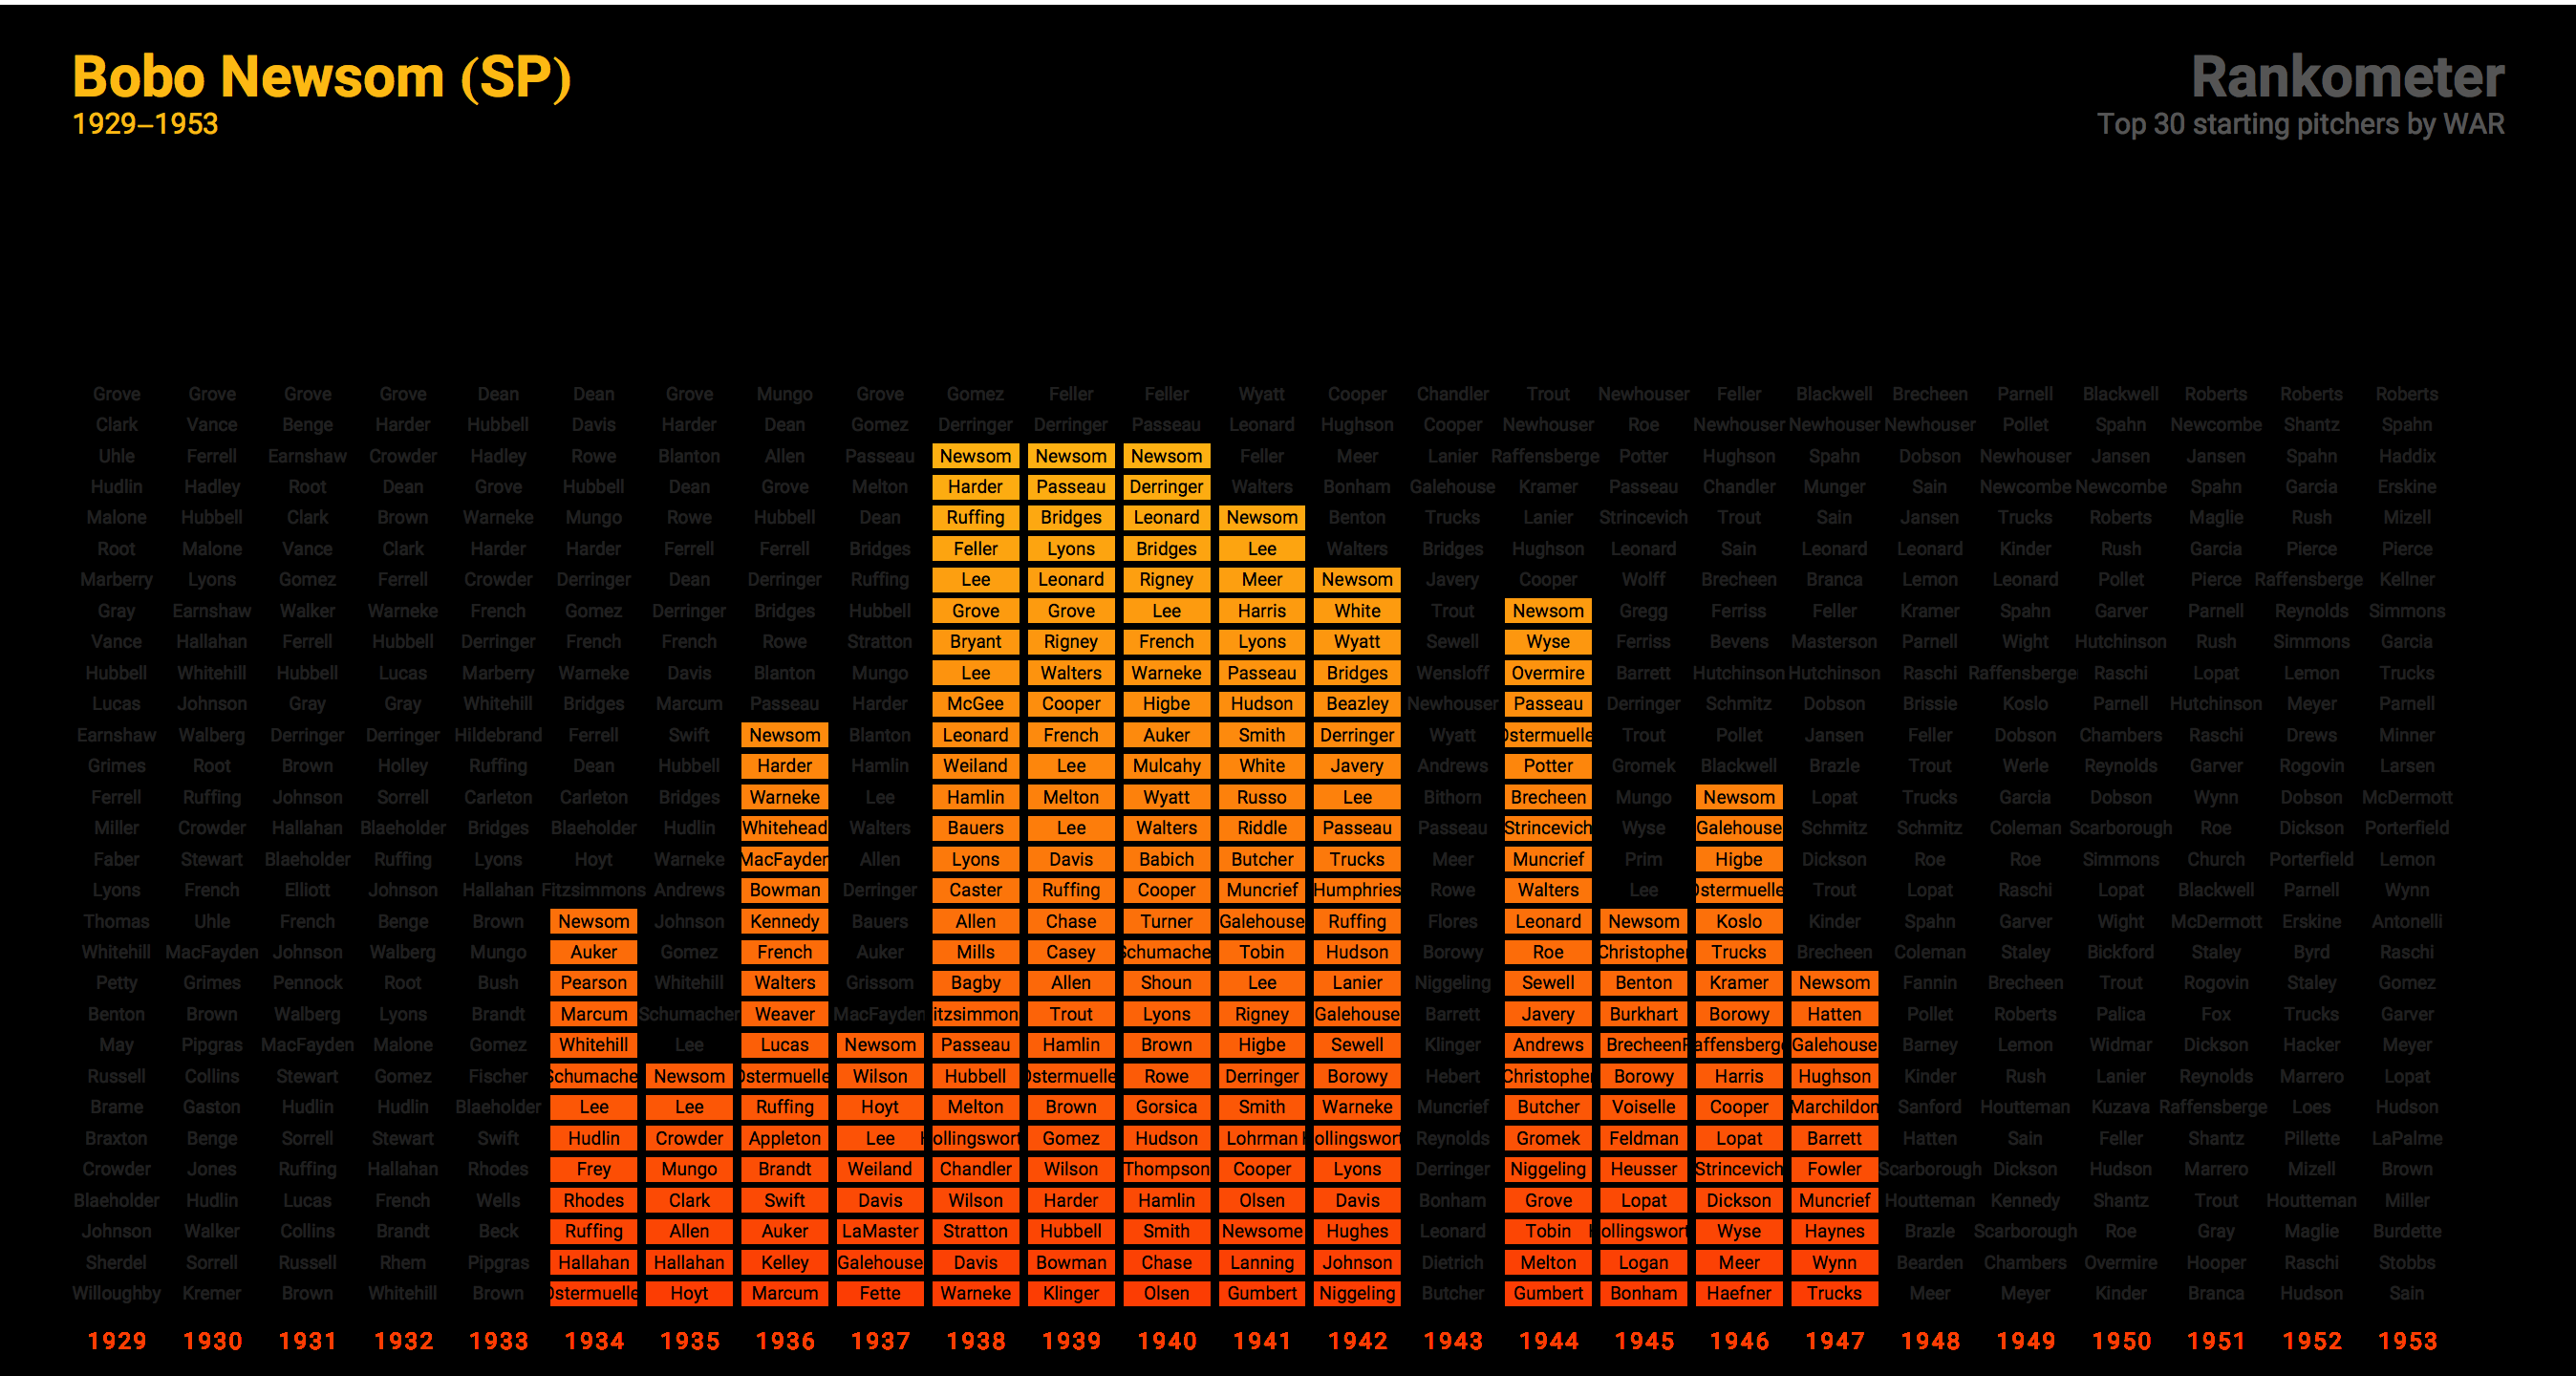 Bobo Newsom (SP)
1929–1953
Rankometer
Top 30 starting pitchers by WAR
Grove Grove Grove Grove Dean Dean Grove Mungo Grove Gomez Feller Feller Wyatt Cooper Chandler Trout Newhouser Feller Blackwell Brecheen Parnell Blackwell Roberts Roberts Roberts
Clark Vance Benge Harder Hubbell Davis Harder Dean Gomez Derringer Derringer Passeau Leonard Hughson Cooper Newhouser Roe Newhouser Newhouser Newhouser Pollet Spahn Newcombe Shantz Spahn
Uhle Ferrell Earnshaw Crowder Hadley Rowe Blanton Allen Passeau Newsom Newsom Newsom Feller Meer Lanier Raffensberge Potter Hughson Spahn Dobson Newhouser Jansen Jansen Spahn Haddix
Hudlin Hadley Root Dean Grove Hubbell Dean Grove Melton Harder Passeau Derringer Walters Bonham Galehouse Kramer Passeau Chandler Munger Sain Newcombe Newcombe Spahn Garcia Erskine
Malone Hubbell Clark Brown Warneke Mungo Rowe Hubbell Dean Ruffing Bridges Leonard Newsom Benton Trucks Lanier Strincevich Trout Sain Jansen Trucks Roberts Maglie Rush Mizell
Root Malone Vance Clark Harder Harder Ferrell Ferrell Bridges Feller Lyons Bridges Lee Walters Bridges Hughson Leonard Sain Leonard Leonard Kinder Rush Garcia Pierce Pierce
Marberry Lyons Gomez Ferrell Crowder Derringer Dean Derringer Ruffing Lee Leonard Rigney Meer Newsom Javery Cooper Wolff Brecheen Branca Lemon Leonard Pollet Pierce Raffensberge Kellner
Gray Earnshaw Walker Warneke French Gomez Derringer Bridges Hubbell Grove Grove Lee Harris White Trout Newsom Gregg Ferriss Feller Kramer Spahn Garver Parnell Reynolds Simmons
Vance Hallahan Ferrell Hubbell Derringer French French Rowe Stratton Bryant Rigney French Lyons Wyatt Sewell Wyse Ferriss Bevens Masterson Parnell Wight Hutchinson Rush Simmons Garcia
Hubbell Whitehill Hubbell Lucas Marberry Warneke Davis Blanton Mungo Lee Walters Warneke Passeau Bridges Wensloff Overmire Barrett Hutchinson Hutchinson Raschi Raffensberge Raschi Lopat Lemon Trucks
Lucas Johnson Gray Gray Whitehill Bridges Marcum Passeau Harder McGee Cooper Higbe Hudson Beazley Newhouser Passeau Derringer Schmitz Dobson Brissie Koslo Parnell Hutchinson Meyer Parnell
Earnshaw Walberg Derringer Derringer Hildebrand Ferrell Swift Newsom Blanton Leonard French Auker Smith Derringer Wyatt Ostermuelle Trout Pollet Jansen Feller Dobson Chambers Raschi Drews Minner
Grimes Root Brown Holley Ruffing Dean Hubbell Harder Hamlin Weiland Lee Mulcahy White Javery Andrews Potter Gromek Blackwell Brazle Trout Werle Reynolds Garver Rogovin Larsen
Ferrell Ruffing Johnson Sorrell Carleton Carleton Bridges Warneke Lee Hamlin Melton Wyatt Russo Lee Bithorn Brecheen Mungo Newsom Lopat Trucks Garcia Dobson Wynn Dobson McDermott
Miller Crowder Hallahan Blaeholder Bridges Blaeholder Hudlin Whitehead Walters Bauers Lee Walters Riddle Passeau Passeau Strincevich Wyse Galehouse Schmitz Schmitz Coleman Scarborough Roe Dickson Porterfield
Faber Stewart Blaeholder Ruffing Lyons Hoyt Warneke MacFayden Allen Lyons Davis Babich Butcher Trucks Meer Muncrief Prim Higbe Dickson Roe Roe Simmons Church Porterfield Lemon
Lyons French Elliott Johnson Hallahan Fitzsimmons Andrews Bowman Derringer Caster Ruffing Cooper Muncrief Humphries Rowe Walters Lee Ostermuelle Trout Lopat Raschi Lopat Blackwell Parnell Wynn
Thomas Uhle French Benge Brown Newsom Johnson Kennedy Bauers Allen Chase Turner Galehouse Ruffing Flores Leonard Newsom Koslo Kinder Spahn Garver Wight McDermott Erskine Antonelli
Whitehill MacFayden Johnson Walberg Mungo Auker Gomez French Auker Mills Casey Schumache Tobin Hudson Borowy Roe Christopher Trucks Brecheen Coleman Staley Bickford Staley Byrd Raschi
Petty Grimes Pennock Root Bush Pearson Whitehill Walters Grissom Bagby Allen Shoun Lee Lanier Niggeling Sewell Benton Kramer Newsom Fannin Brecheen Trout Rogovin Staley Gomez
Benton Brown Walberg Lyons Brandt Marcum Schumacher Weaver MacFayden itzsimmon Trout Lyons Rigney Galehouse Barrett Javery Burkhart Borowy Hatten Pollet Roberts Palica Fox Trucks Garver
May Pipgras MacFayden Malone Gomez Whitehill Lee Lucas Newsom Passeau Hamlin Brown Higbe Sewell Klinger Andrews Brecheen Raffensberg Galehouse Barney Lemon Widmar Dickson Hacker Meyer
Russell Collins Stewart Gomez Fischer Schumache Newsom Ostermuelle Wilson Hubbell Ostermuelle Rowe Derringer Borowy Hebert Christopher Borowy Harris Hughson Kinder Rush Lanier Reynolds Marrero Lopat
Brame Gaston Hudlin Hudlin Blaeholder Lee Lee Ruffing Hoyt Melton Brown Gorsica Smith Warneke Muncrief Butcher Voiselle Cooper Marchildon Sanford Houtteman Kuzava Raffensberge Loes Hudson
Braxton Benge Sorrell Stewart Swift Hudlin Crowder Appleton Lee Hollingswort Gomez Hudson Lohrman Hollingswort Reynolds Gromek Feldman Lopat Barrett Hatten Sain Feller Shantz Pillette LaPalme
Crowder Jones Ruffing Hallahan Rhodes Frey Mungo Brandt Weiland Chandler Wilson Thompson Cooper Lyons Derringer Niggeling Heusser Strincevich Fowler Scarborough Dickson Hudson Marrero Mizell Brown
Blaeholder Hudlin Lucas French Wells Rhodes Clark Swift Davis Wilson Harder Hamlin Olsen Davis Bonham Grove Lopat Dickson Muncrief Houtteman Kennedy Shantz Trout Houtteman Miller
Johnson Walker Collins Brandt Beck Ruffing Allen Auker LaMaster Stratton Hubbell Smith Newsome Hughes Leonard Tobin Hollingswort Wyse Haynes Brazle Scarborough Roe Gray Maglie Burdette
Sherdel Sorrell Russell Rhem Pipgras Hallahan Hallahan Kelley Galehouse Davis Bowman Chase Lanning Johnson Dietrich Melton Logan Meer Wynn Bearden Chambers Overmire Hooper Raschi Stobbs
Willoughby Kremer Brown Whitehill Brown Ostermuelle Hoyt Marcum Fette Warneke Klinger Olsen Gumbert Niggeling Butcher Gumbert Bonham Haefner Trucks Meer Meyer Kinder Branca Hudson Sain
1929 1930 1931 1932 1933 1934 1935 1936 1937 1938 1939 1940 1941 1942 1943 1944 1945 1946 1947 1948 1949 1950 1951 1952 1953